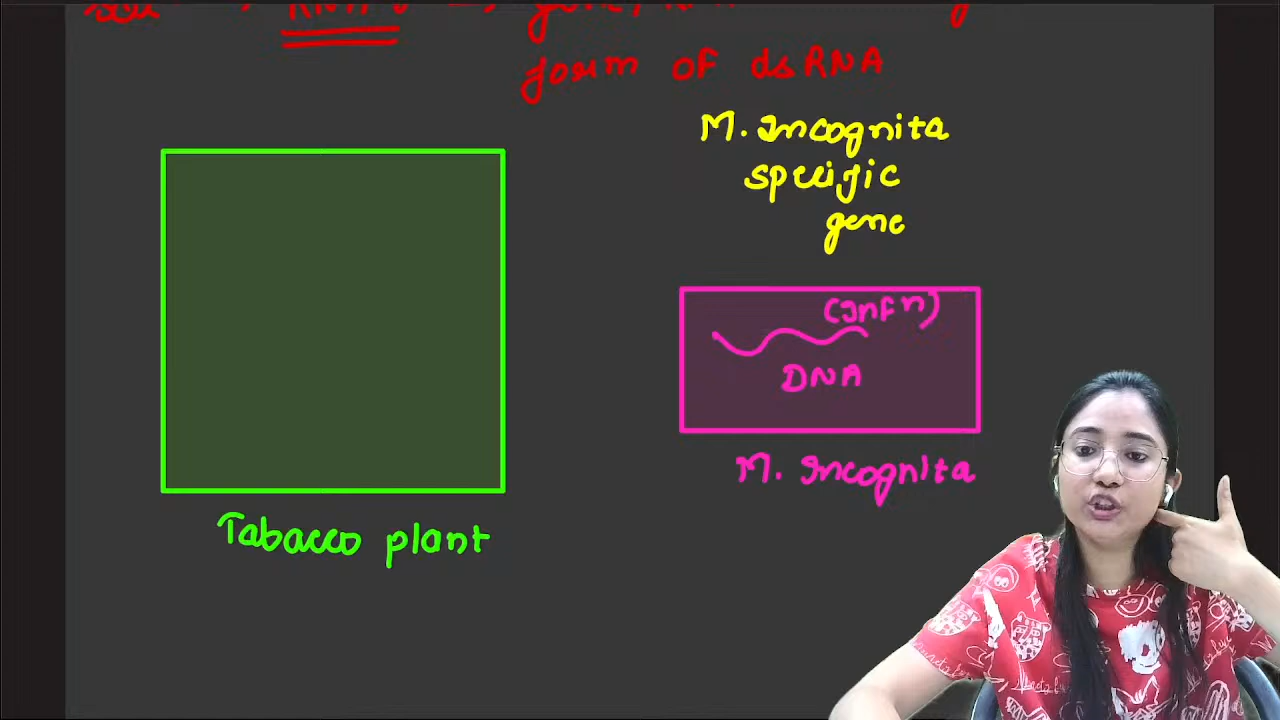 form of dsRNA
M. Incognita
specific
gene
(Infn)
DNA
M. Incognita
Tabacco plant